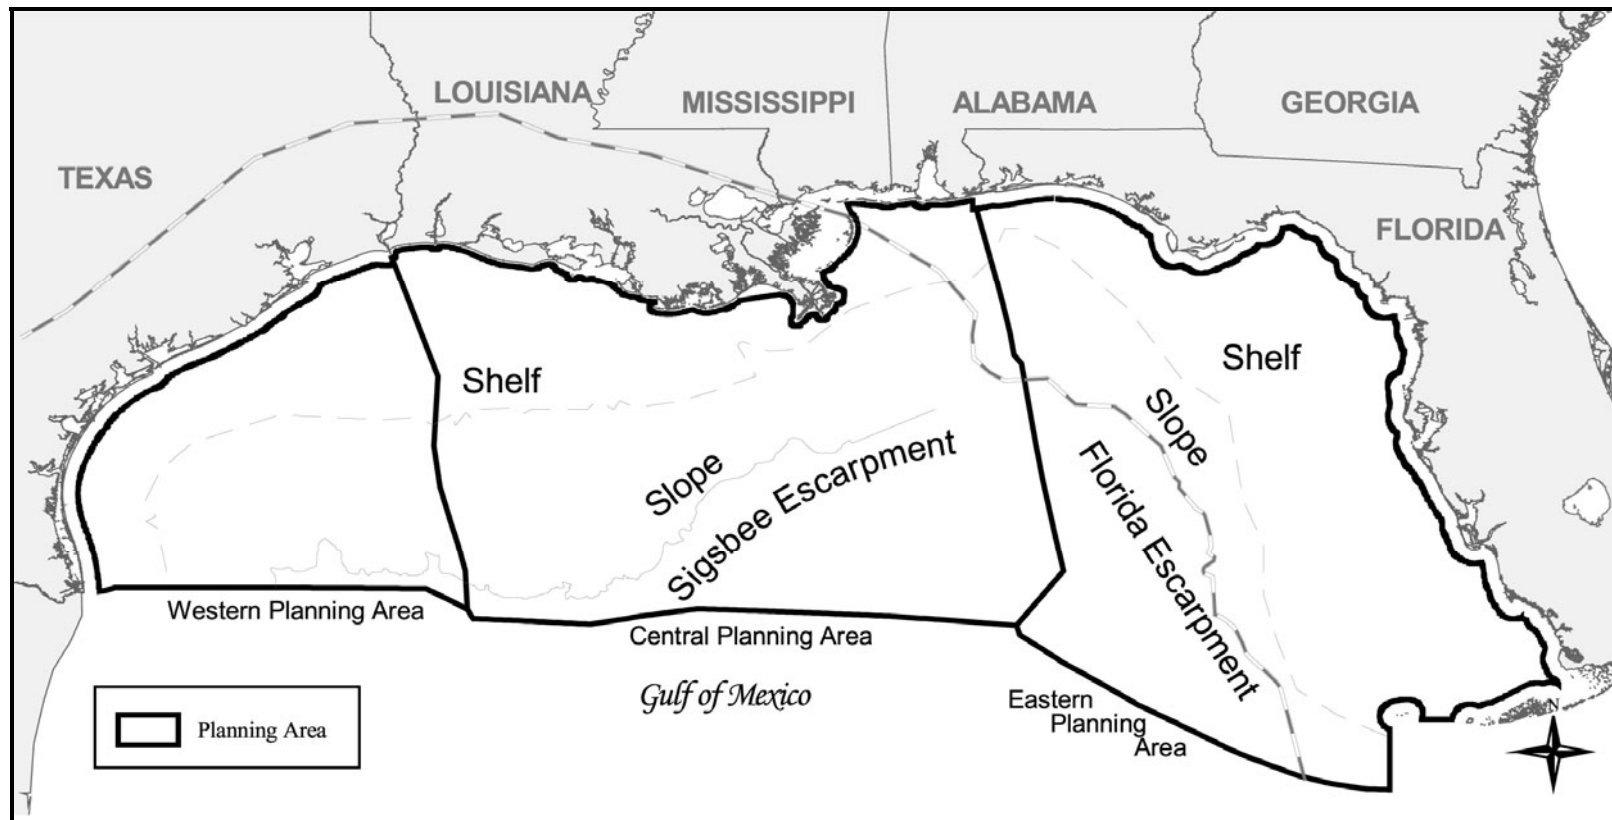 LOUISIANA
MISSISSIPPI
ALABAMA
GEORGIA
TEXAS
FLORIDA
Shelf
Shelf
Slope
Slope
Sigsbee Escarpment
Florida Escarpment
Western Planning Area
Central Planning Area
Gulf of Mexico
Eastern
Planning
Area
Planning Area
N